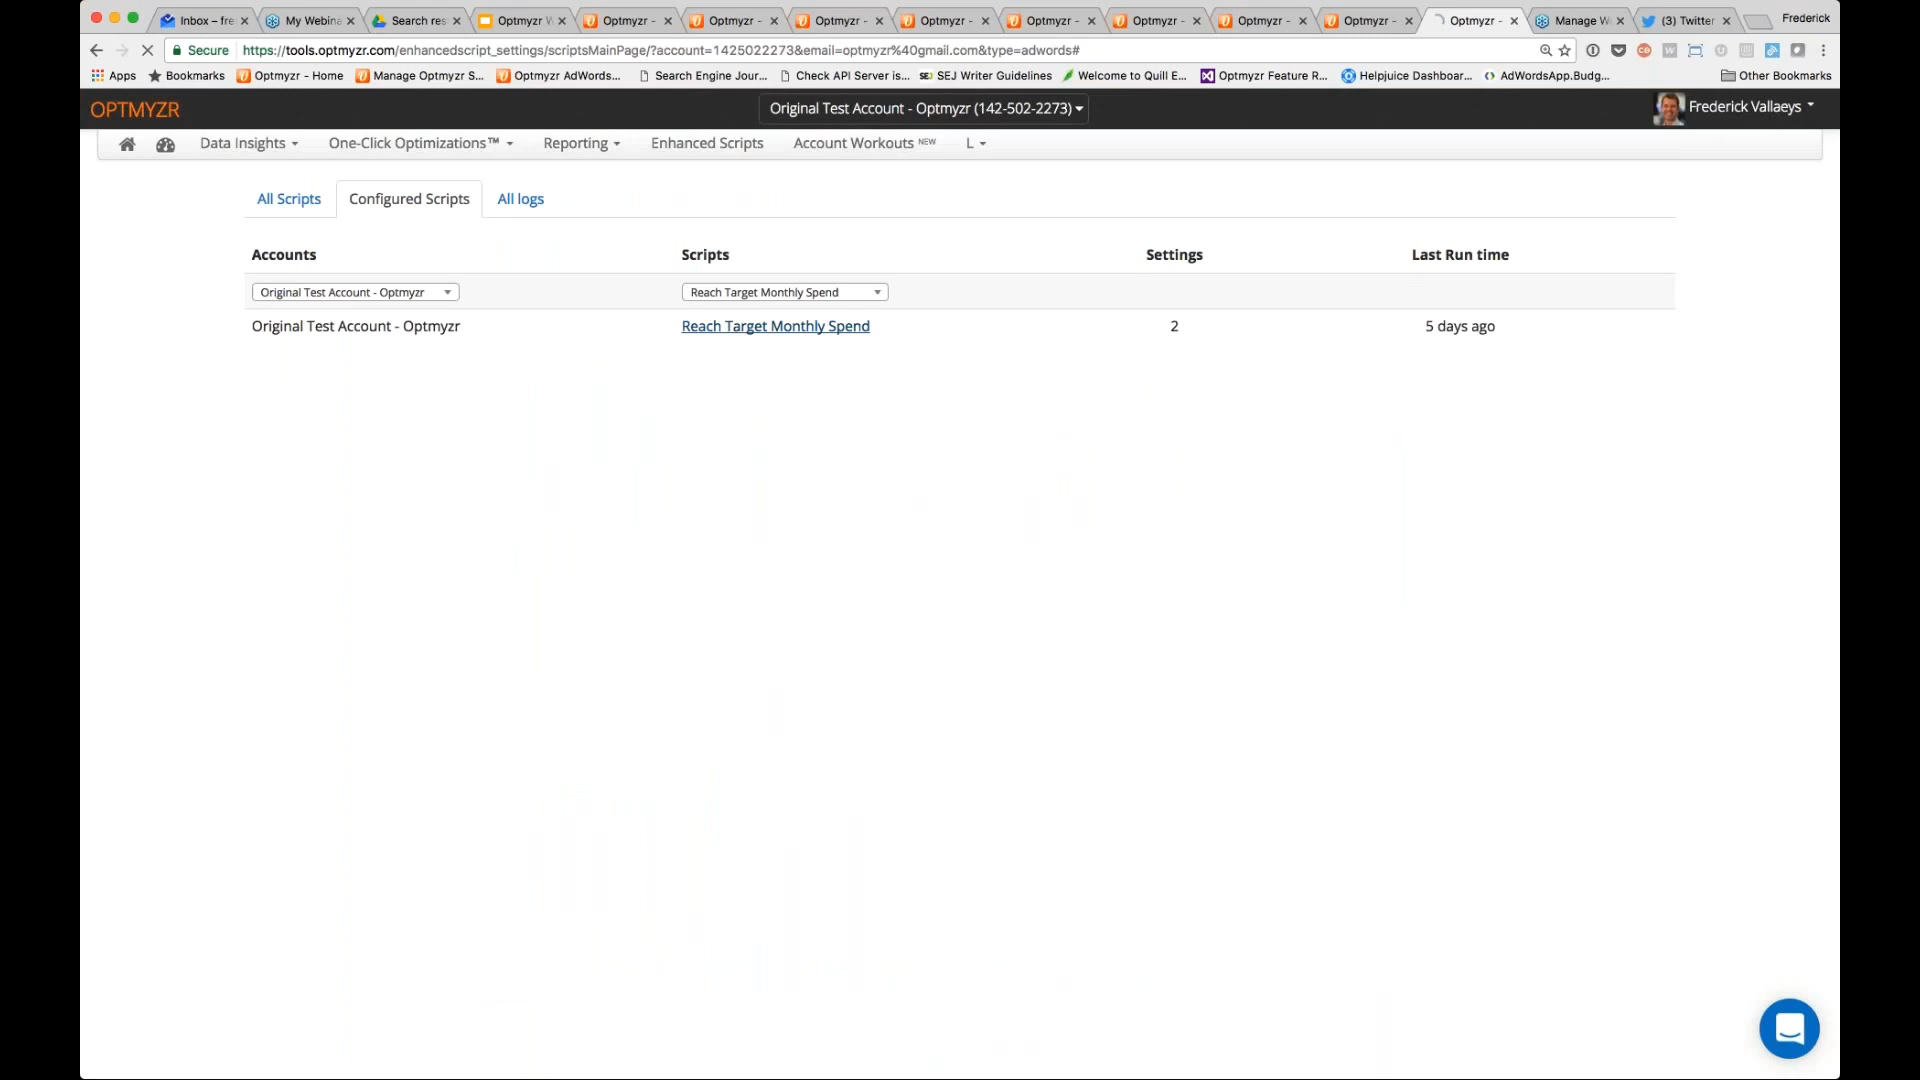 Inbox – fre My Webina Search res Optmyzr W Optmyzr - Optmyzr - Optmyzr - Optmyzr - Optmyzr - Optmyzr - Optmyzr - Optmyzr - Optmyzr - Manage W (3) Twitter Frederick
Secure https://tools.optmyzr.com/enhancedscript_settings/scriptsMainPage/?account=1425022273&email=optmyzr%40gmail.com&type=adwords#
Apps Bookmarks Optmyzr - Home Manage Optmyzr S... Optmyzr AdWords... Search Engine Jour... Check API Server is... SEJ SEJ Writer Guidelines Welcome to Quill E... Optmyzr Feature R... Helpjuice Dashboar... AdWordsApp.Budg... Other Bookmarks
OPTMYZR Original Test Account - Optmyzr (142-502-2273) Frederick Vallaeys
Data Insights One-Click Optimizations™ Reporting Enhanced Scripts Account Workouts NEW L
All Scripts Configured Scripts All logs
Accounts Scripts Settings Last Run time
Original Test Account - Optmyzr Reach Target Monthly Spend
Original Test Account - Optmyzr Reach Target Monthly Spend 2 5 days ago